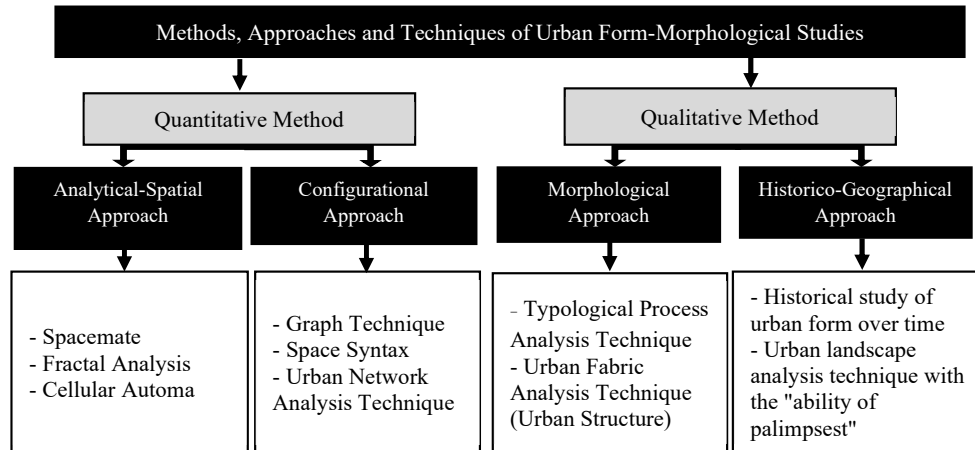 Methods, Approaches and Techniques of Urban Form-Morphological Studies
Quantitative Method
Qualitative Method
Analytical-Spatial
Approach
Configurational
Approach
Morphological
Approach
Historico-Geographical
Approach
- Spacemate
- Fractal Analysis
- Cellular Automa
- Graph Technique
- Space Syntax
- Urban Network
Analysis Technique
- Typological Process
Analysis Technique
- Urban Fabric
Analysis Technique
(Urban Structure)
- Historical study of
urban form over time
- Urban landscape
analysis technique with
the "ability of
palimpsest"